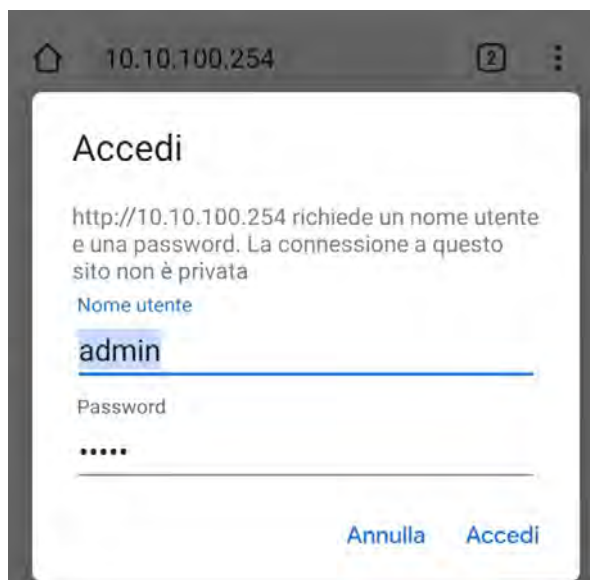 10.10.100.254
2
Accedi
http://10.10.100.254 richiede un nome utente
e una password. La connessione a questo
sito non è privata
Nome utente
admin
Password
•••••
Annulla Accedi